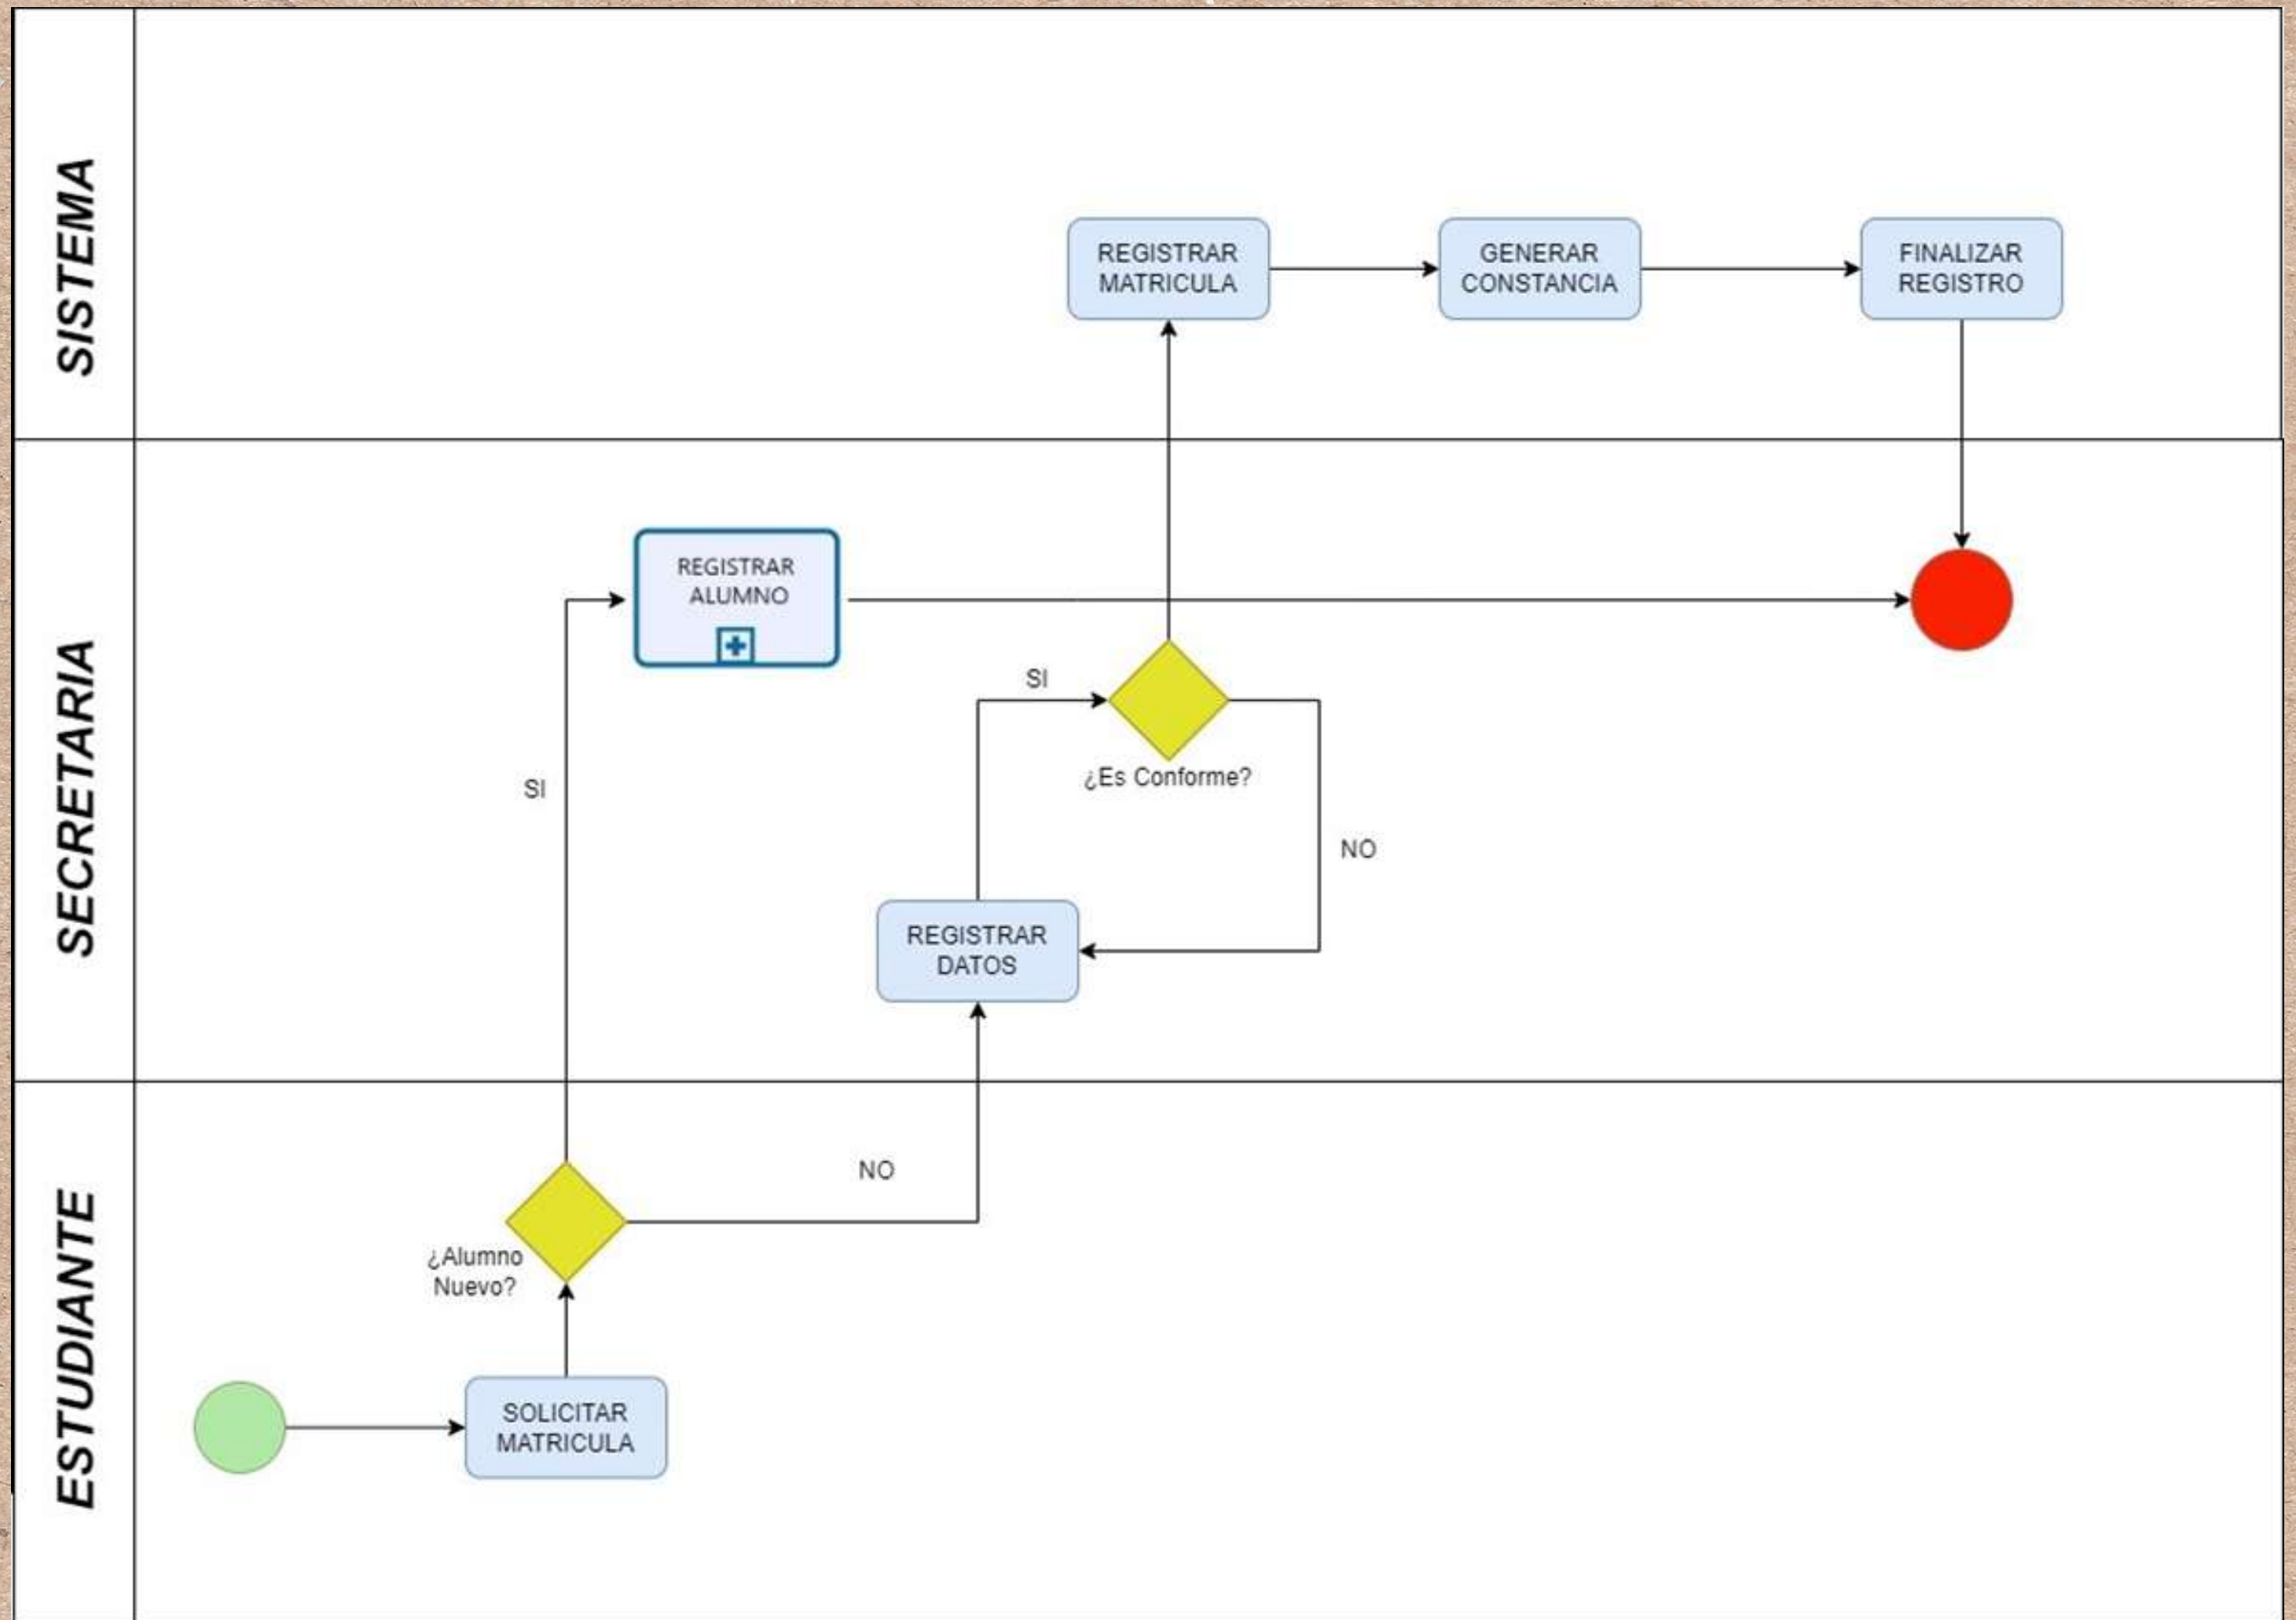 SISTEMA
REGISTRAR
MATRICULA
GENERAR
CONSTANCIA
FINALIZAR
REGISTRO
SECRETARIA
REGISTRAR
ALUMNO
SI
¿Es Conforme?
SI
NO
REGISTRAR
DATOS
ESTUDIANTE
NO
¿Alumno
Nuevo?
SOLICITAR
MATRICULA